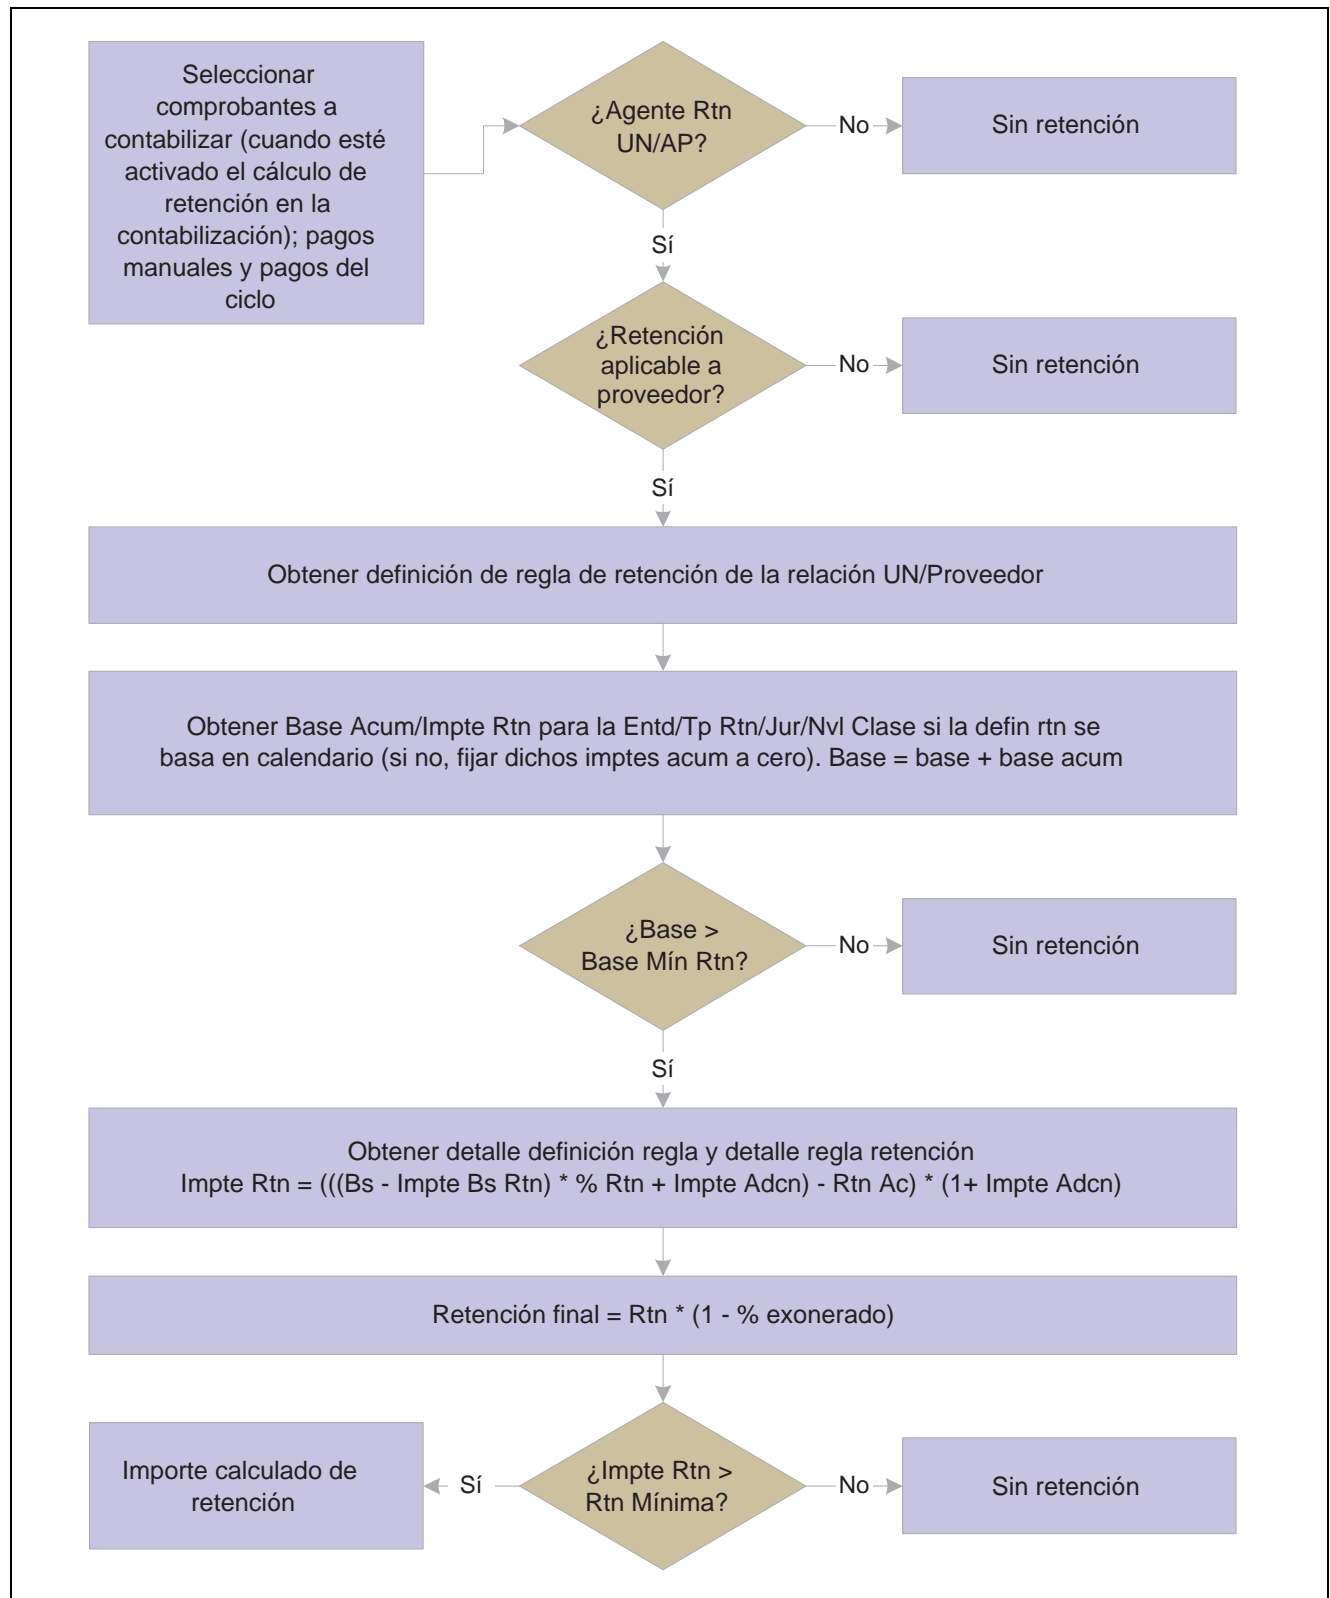 Seleccionar
comprobantes a
contabilizar (cuando esté
activado el cálculo de
retención en la
contabilización); pagos
manuales y pagos del
ciclo
¿Agente Rtn
UN/AP?
No
Sin retención
Sí
¿Retención
aplicable a
proveedor?
No
Sin retención
Sí
Obtener definición de regla de retención de la relación UN/Proveedor
Obtener Base Acum/Impte Rtn para la Entd/Tp Rtn/Jur/Nvl Clase si la defin rtn se
basa en calendario (si no, fijar dichos imptes acum a cero). Base = base + base acum
¿Base >
Base Mín Rtn?
No
Sin retención
Sí
Obtener detalle definición regla y detalle regla retención
Impte Rtn = (((Bs - Impte Bs Rtn) * % Rtn + Impte Adcn) - Rtn Ac) * (1+ Impte Adcn)
Retención final = Rtn * (1 - % exonerado)
¿Impte Rtn >
Rtn Mínima?
Sí
Importe calculado de
retención
No
Sin retención